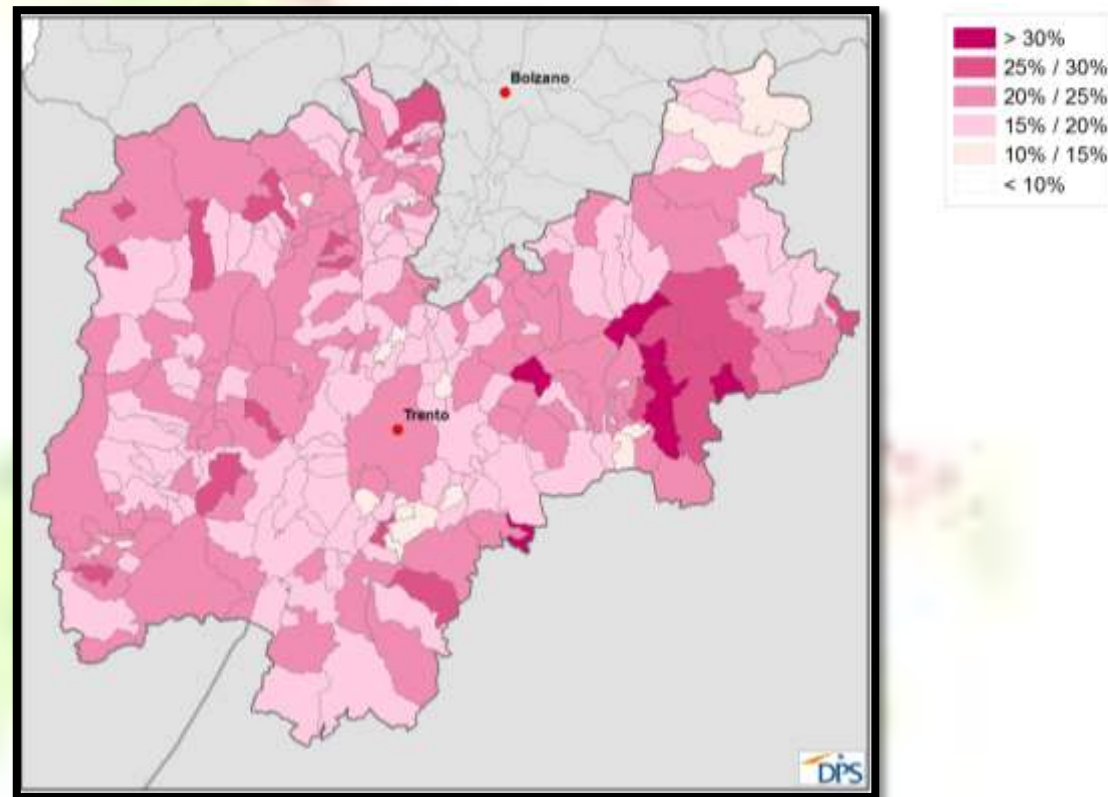 Bolzano
Trento
DPS
> 30%
25% / 30%
20% / 25%
15% / 20%
10% / 15%
< 10%